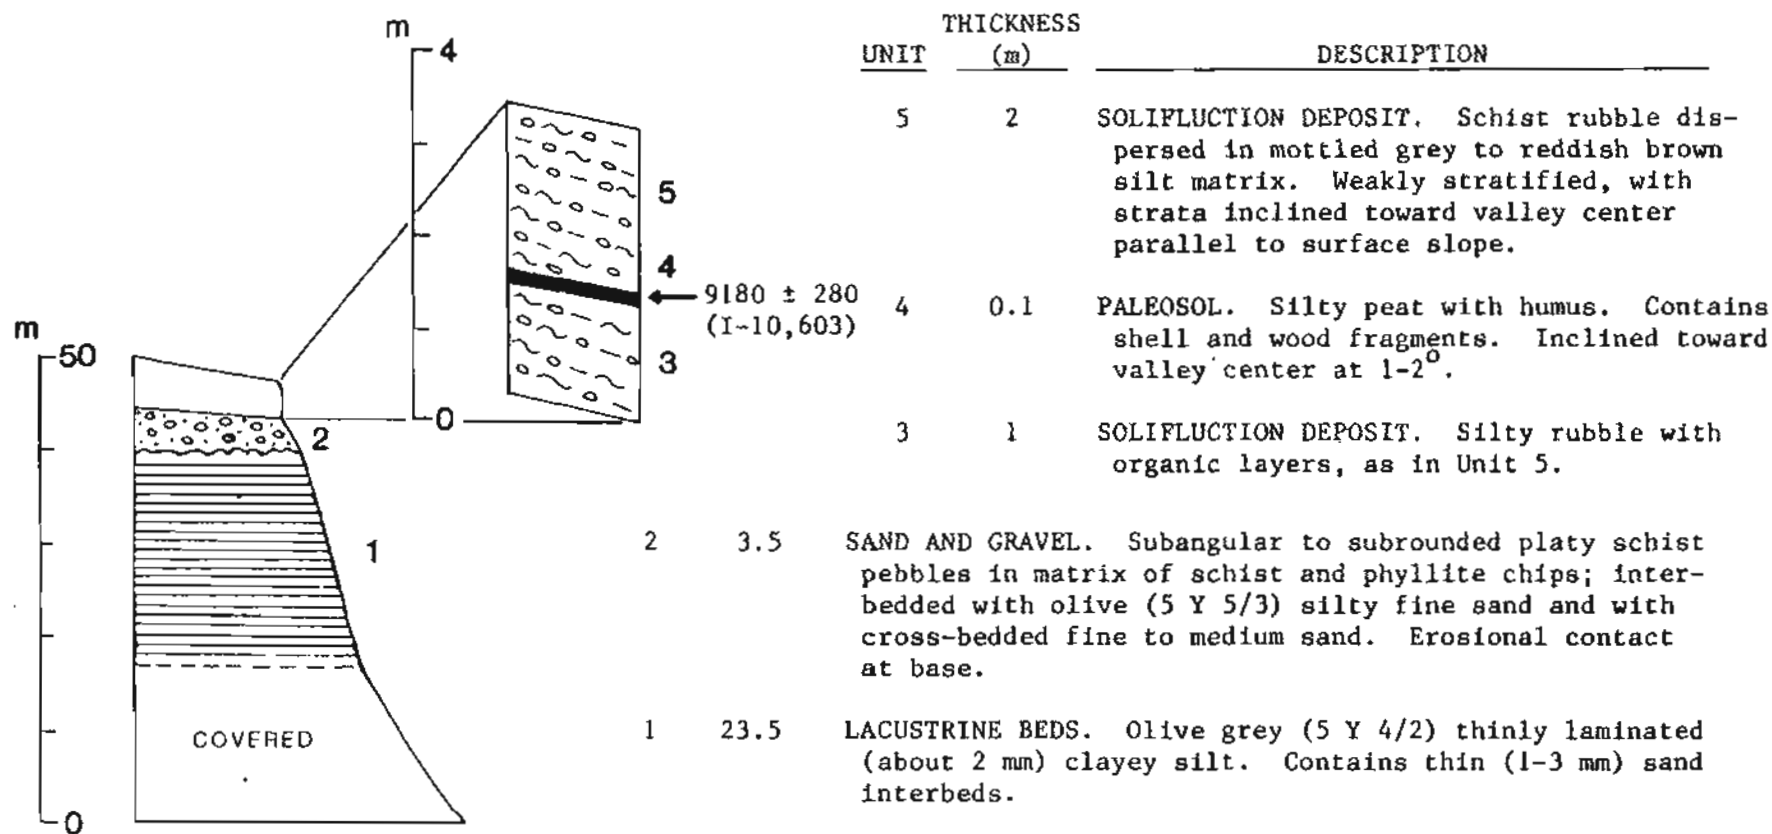 m
4
5
4
9180 ± 280
(I-10,603)
3
0
m
50
2
1
COVERED
0
THICKNESS
UNIT (m) DESCRIPTION
5 2 SOLIFLUCTION DEPOSIT. Schist rubble dis-
persed in mottled grey to reddish brown
silt matrix. Weakly stratified, with
strata inclined toward valley center
parallel to surface slope.
4 0.1 PALEOSOL. Silty peat with humus. Contains
shell and wood fragments. Inclined toward
valley center at 1-2°.
3 1 SOLIFLUCTION DEPOSIT. Silty rubble with
organic layers, as in Unit 5.
2 3.5 SAND AND GRAVEL. Subangular to subrounded platy schist
pebbles in matrix of schist and phyllite chips; inter-
bedded with olive (5 Y 5/3) silty fine sand and with
cross-bedded fine to medium sand. Erosional contact
at base.
1 23.5 LACUSTRINE BEDS. Olive grey (5 Y 4/2) thinly laminated
(about 2 mm) clayey silt. Contains thin (1-3 mm) sand
interbeds.